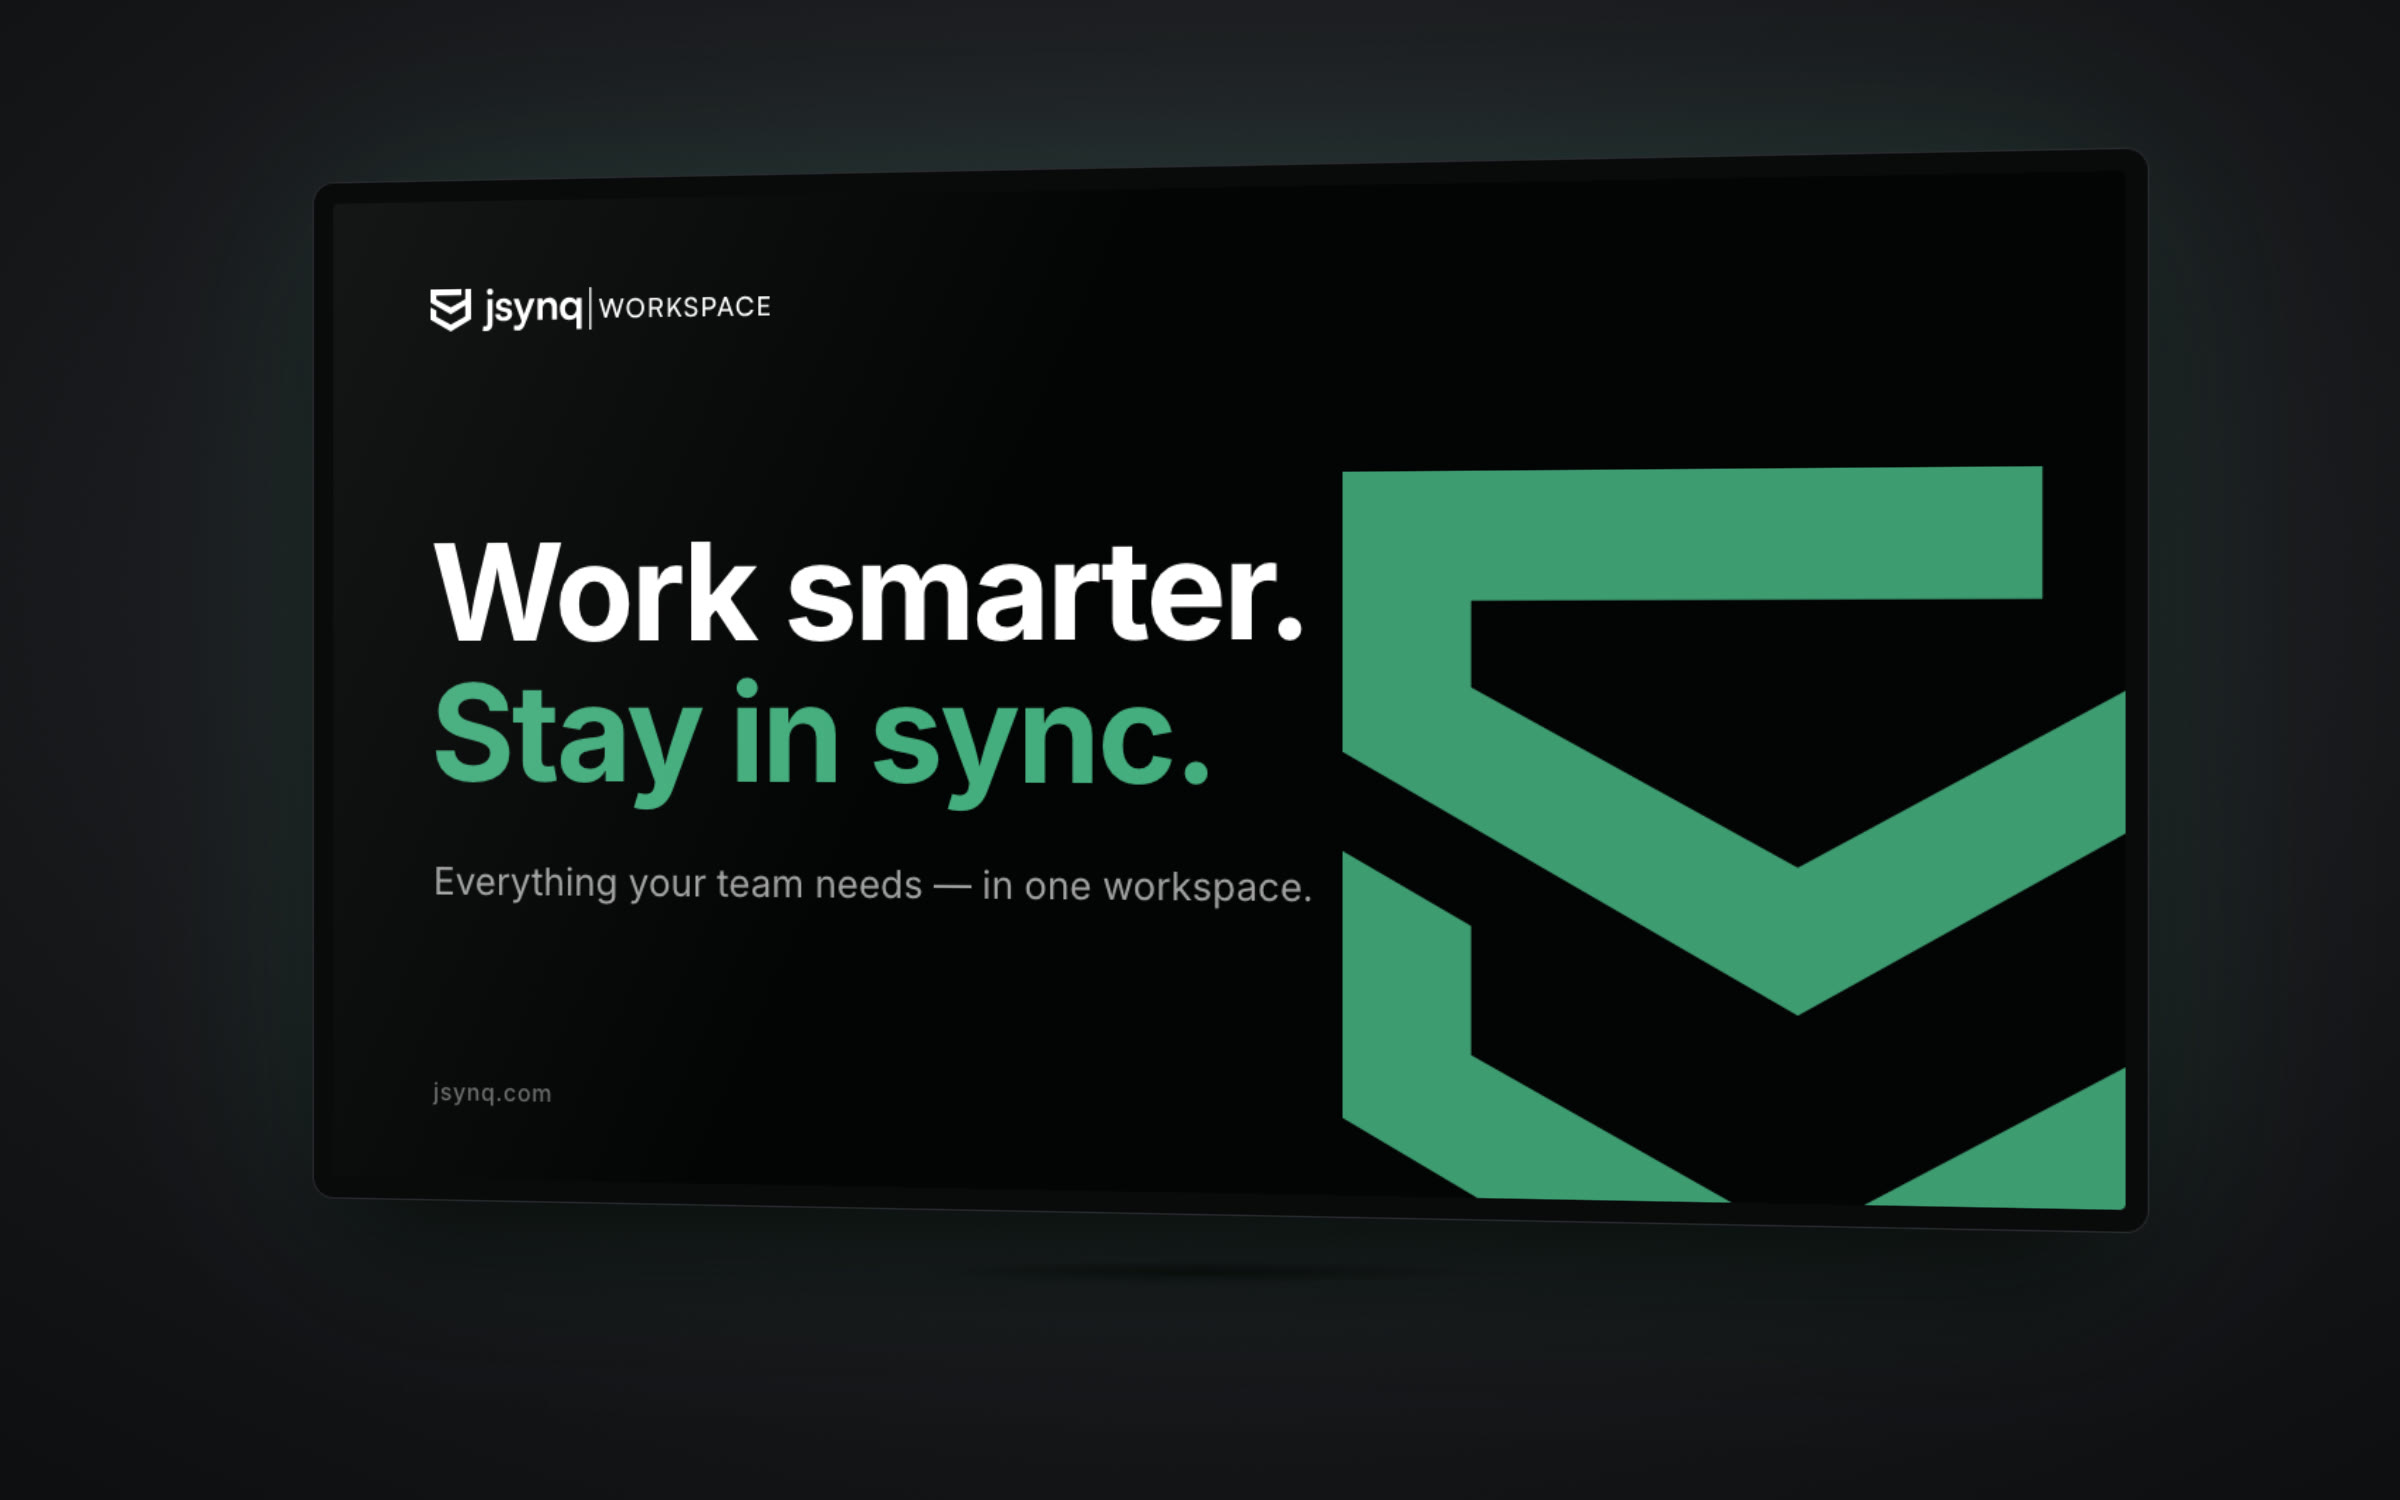 jsynq|WORKSPACE
Work smarter.
Stay in sync.
Everything your team needs — in one workspace.
jsynq.com